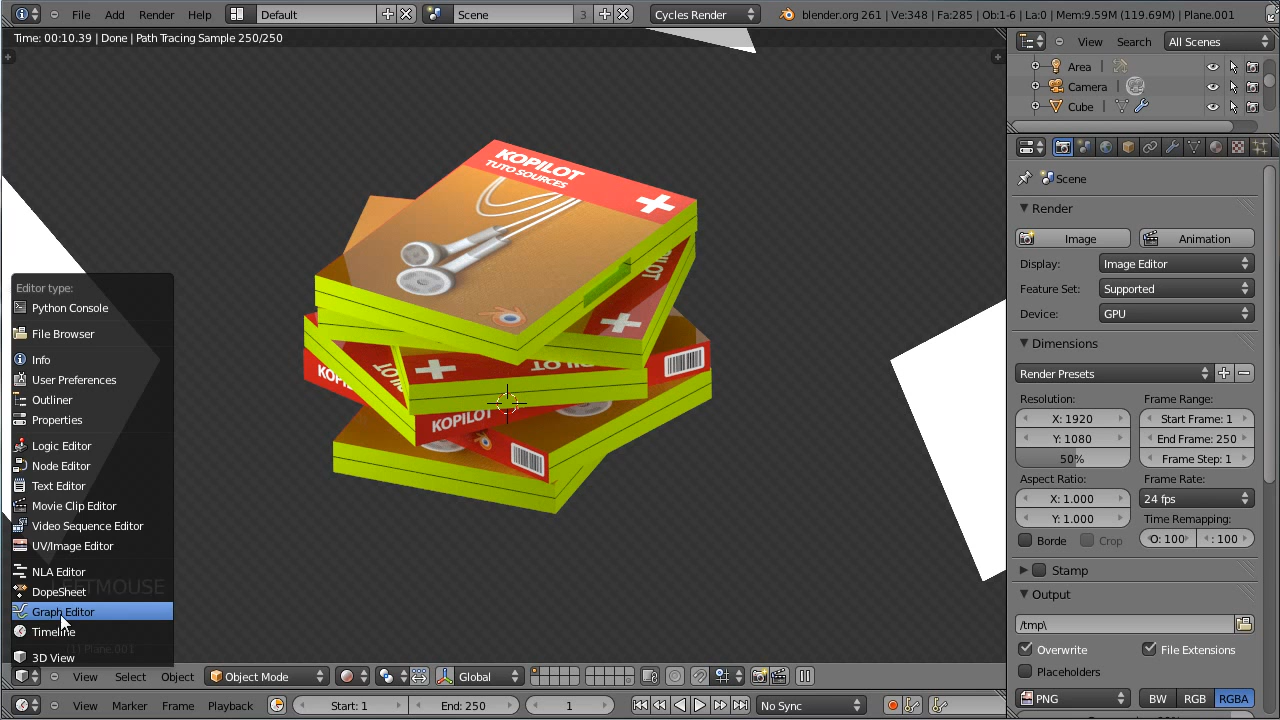 File Add Render Help Default Scene 3 Cycles Render blender.org 261 | Ve:348 | Fa:285 | Ob:1-6 | La:0 | Mem:9.59M (119.69M) | Plane.001
Time: 00:10.39 | Done | Path Tracing Sample 250/250
View Search All Scenes
Area
Camera
Cube
Scene
Render
Image Animation
Display: Image Editor
Feature Set: Supported
Device: GPU
Dimensions
Render Presets
Resolution: Frame Range:
X: 1920 Start Frame: 1
Y: 1080 End Frame: 250
50% Frame Step: 1
Aspect Ratio: Frame Rate:
X: 1.000 24 fps
Y: 1.000 Time Remapping:
Borde Crop O: 100 : 100
Stamp
Output
/tmp\
Overwrite File Extensions
Placeholders
PNG BW RGB RGBA
KOPILOT
TUTO SOURCES
PILOT
KOPI
PILOT
KOPILOT
Editor type:
Python Console
File Browser
Info
User Preferences
Outliner
Properties
Logic Editor
Node Editor
Text Editor
Movie Clip Editor
Video Sequence Editor
UV/Image Editor
NLA Editor
DopeSheet
Graph Editor
Timeline
3D View
LEFTMOUSE
(1) Plane.001
View Select Object Object Mode Global
View Marker Frame Playback Start: 1 End: 250 1 No Sync